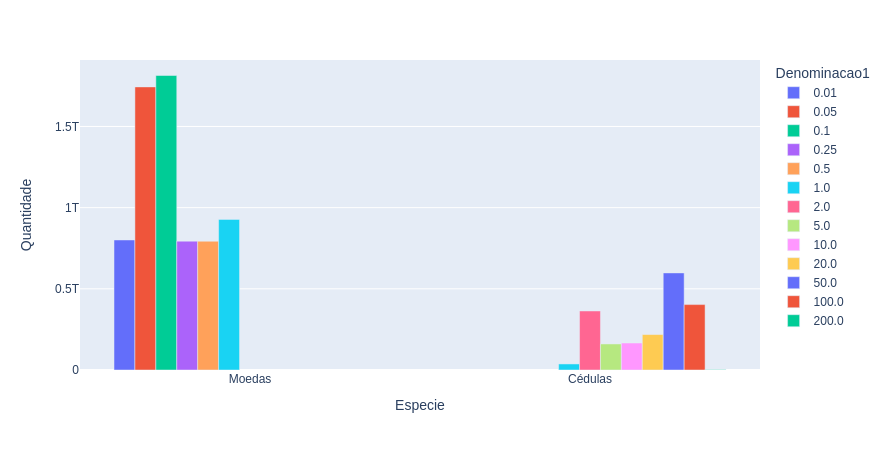 Denominacao1
0.01
0.05
0.1
0.25
0.5
1.0
2.0
5.0
10.0
20.0
50.0
100.0
200.0
Quantidade
1.5T
1T
0.5T
0
Moedas
Cédulas
Especie